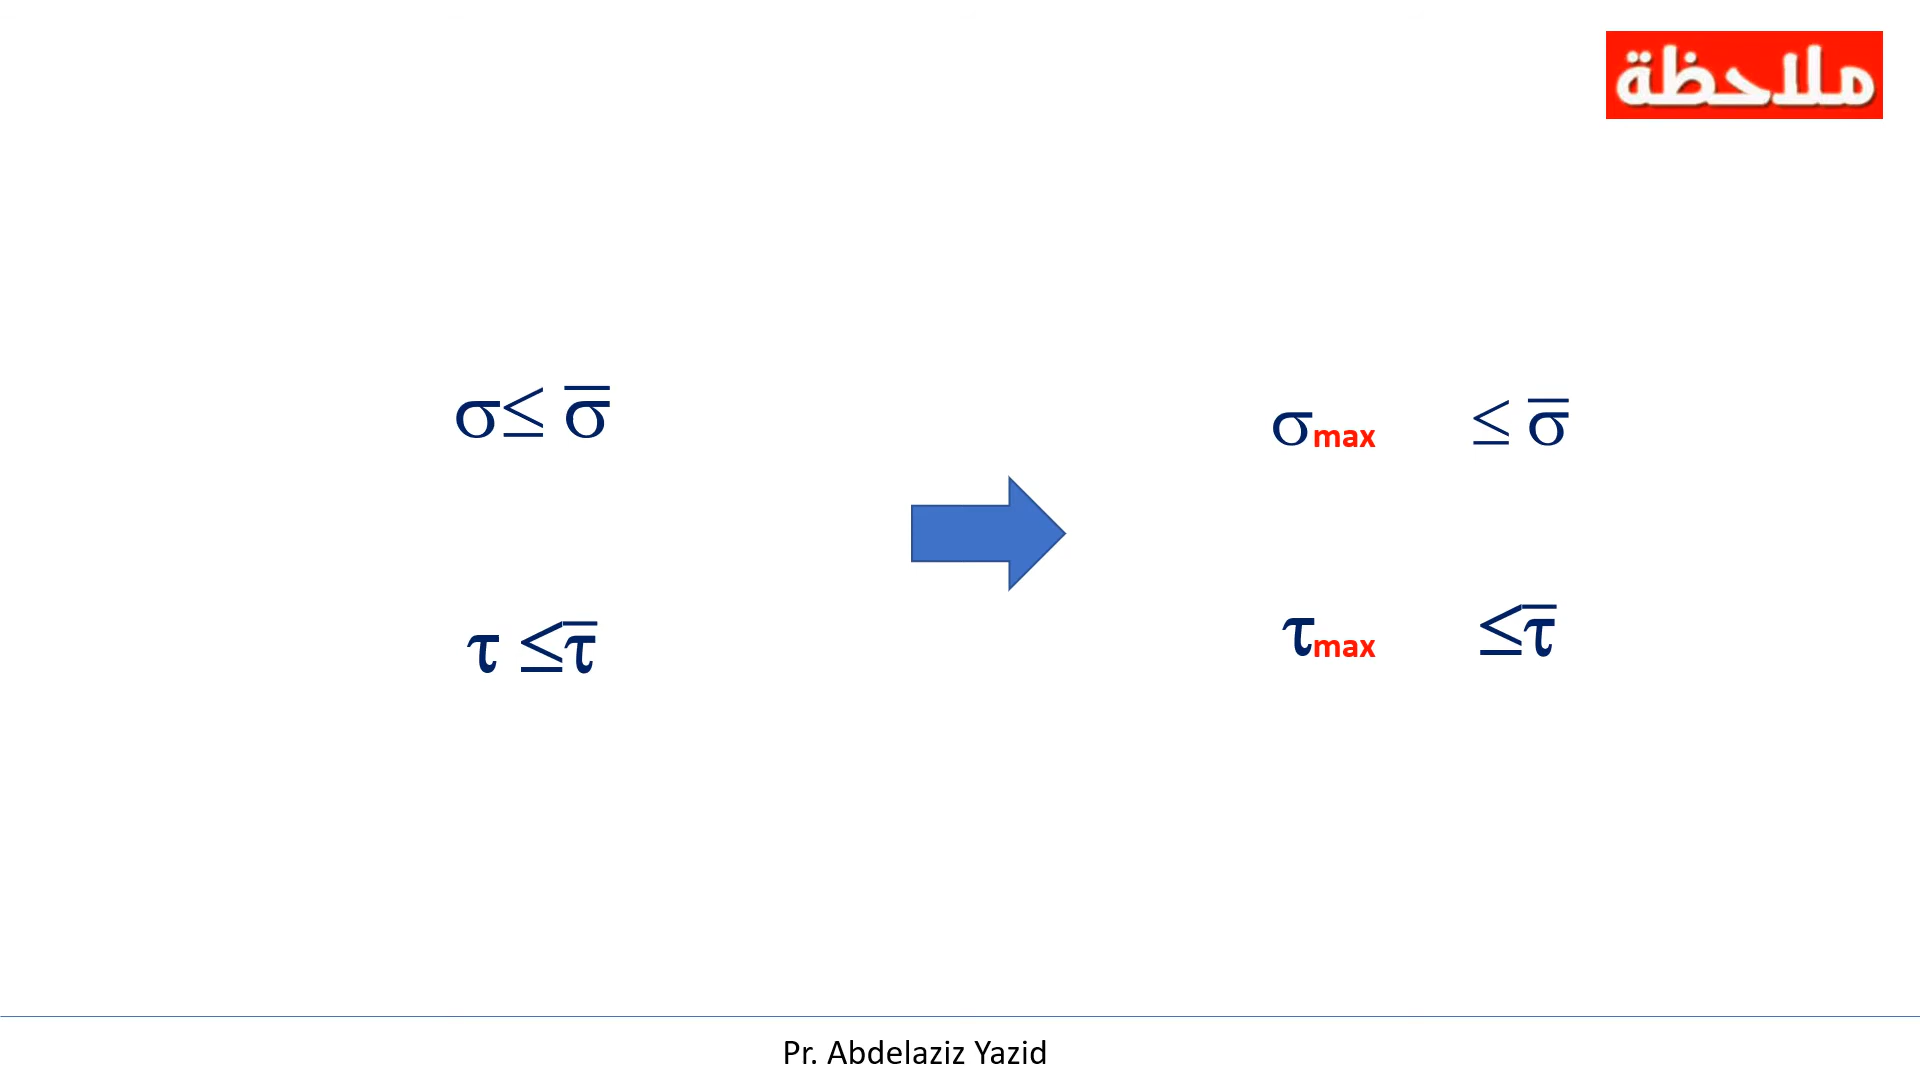 ملاحظة
σ≤ σ̅
σmax ≤ σ̅
τ ≤τ̅
τmax ≤τ̅
Pr. Abdelaziz Yazid